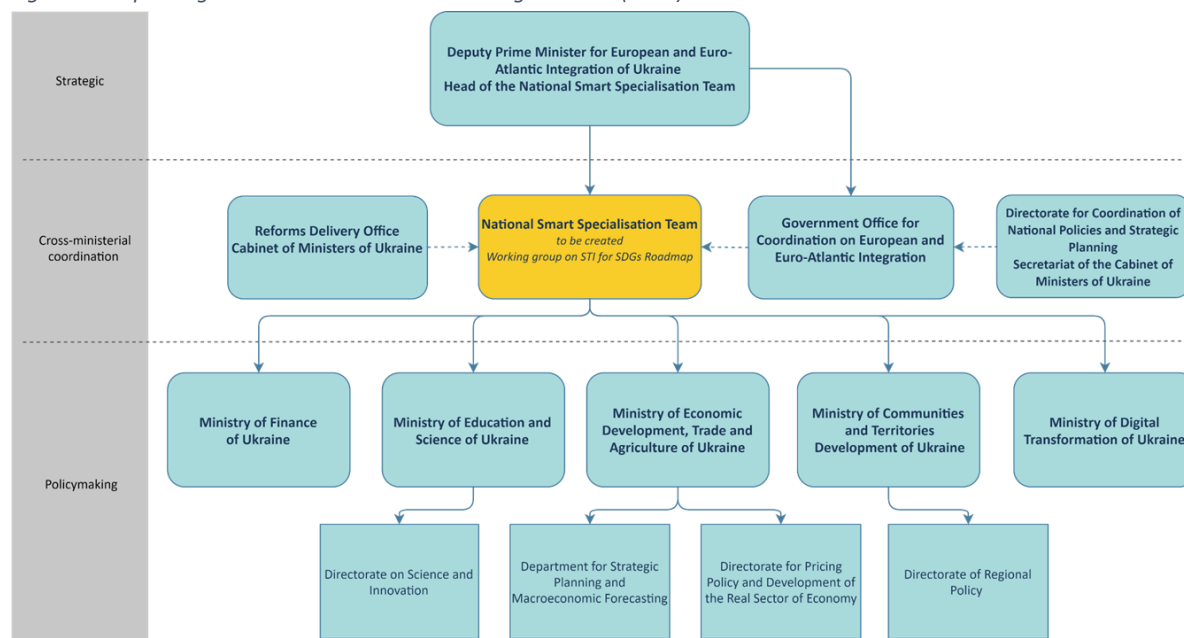 Deputy Prime Minister for European and Euro-
Atlantic Integration of Ukraine
Head of the National Smart Specialisation Team
Strategic
Reforms Delivery Office
Cabinet of Ministers of Ukraine
National Smart Specialisation Team
to be created
Working group on STI for SDGs Roadmap
Government Office for
Coordination on European and
Euro-Atlantic Integration
Directorate for Coordination of
National Policies and Strategic
Planning
Secretariat of the Cabinet of
Ministers of Ukraine
Cross-ministerial
coordination
Ministry of Finance
of Ukraine
Ministry of Education and
Science of Ukraine
Ministry of Economic
Development, Trade and
Agriculture of Ukraine
Ministry of Communities
and Territories
Development of Ukraine
Ministry of Digital
Transformation of Ukraine
Policymaking
Directorate on Science and
Innovation
Department for Strategic
Planning and
Macroeconomic Forecasting
Directorate for Pricing
Policy and Development of
the Real Sector of Economy
Directorate of Regional
Policy